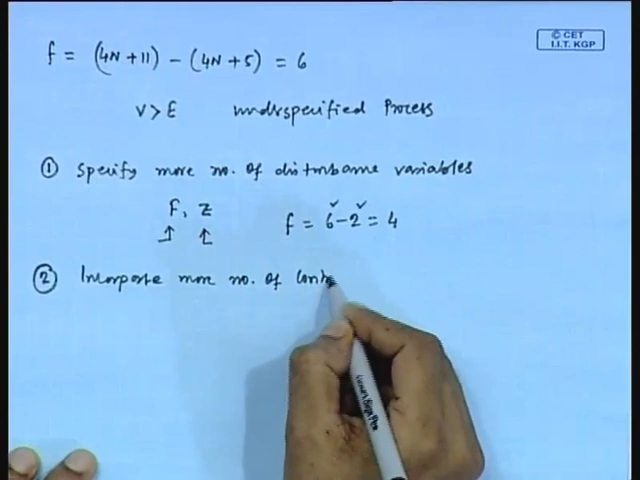 © CET
I.I.T. KGP
f = (4N + 11) - (4N + 5) = 6
V > E underspecified Process
① Specify more no. of disturbance variables
F, Z f = 6 - 2 = 4
② Incorporate more no. of cont